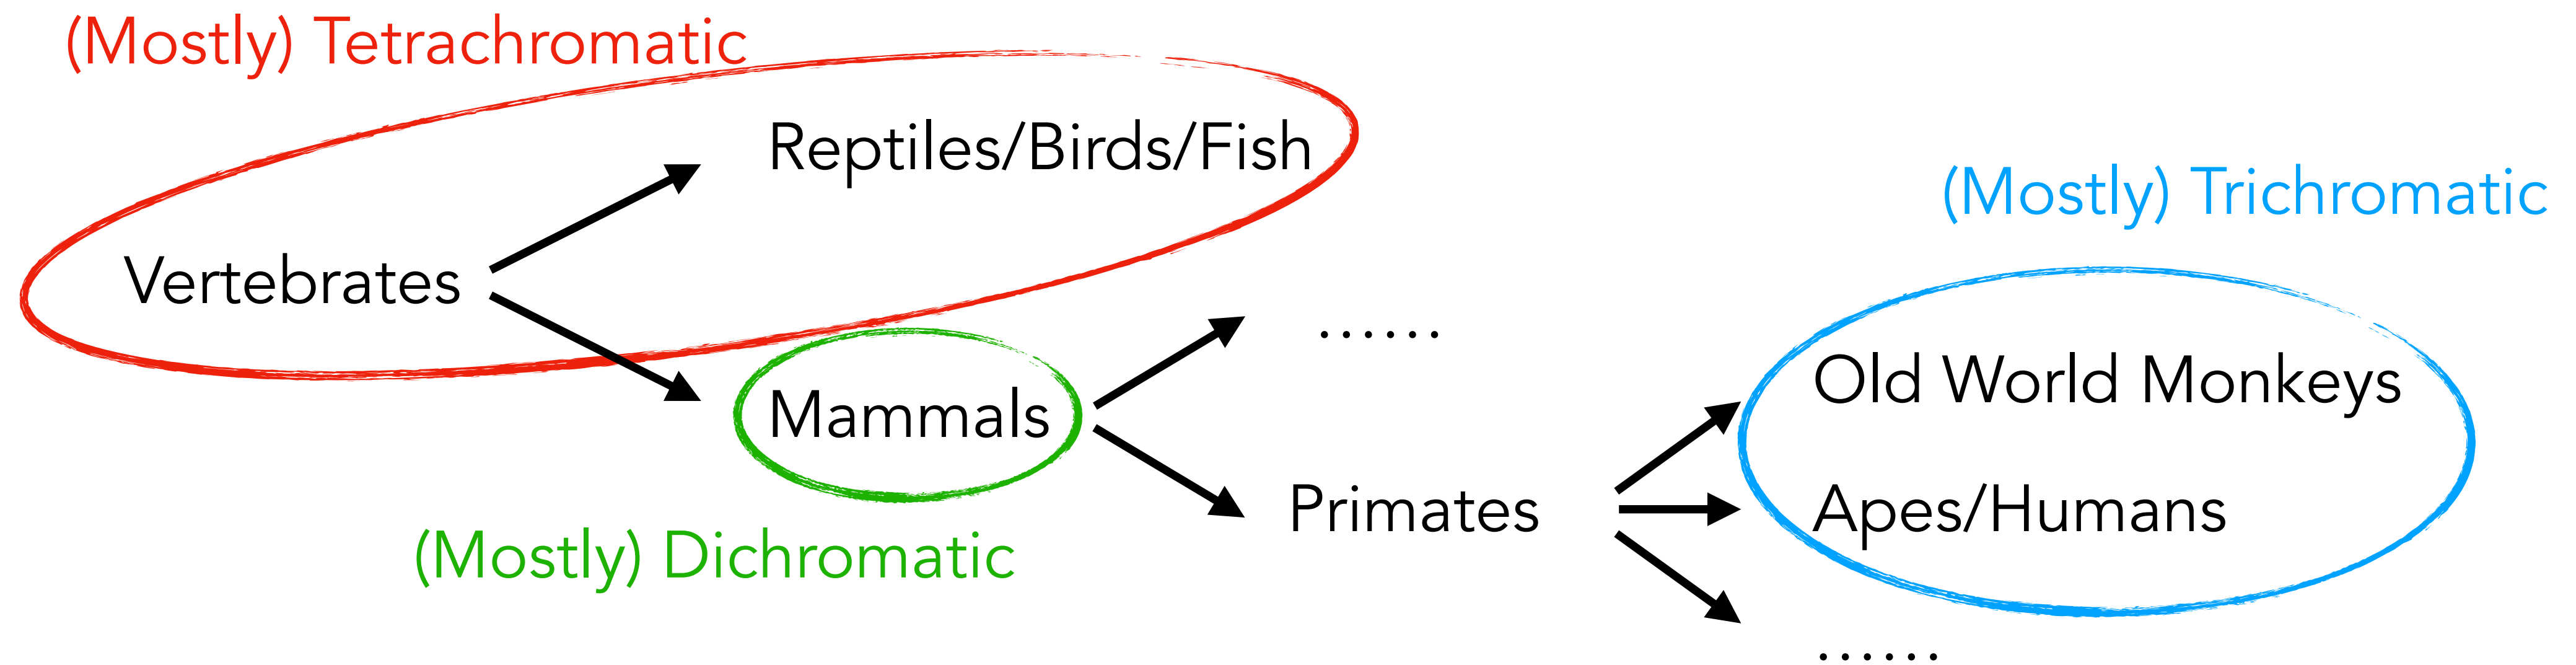 (Mostly) Tetrachromatic
Reptiles/Birds/Fish
(Mostly) Trichromatic
Vertebrates
......
Old World Monkeys
Mammals
Primates
Apes/Humans
(Mostly) Dichromatic
......